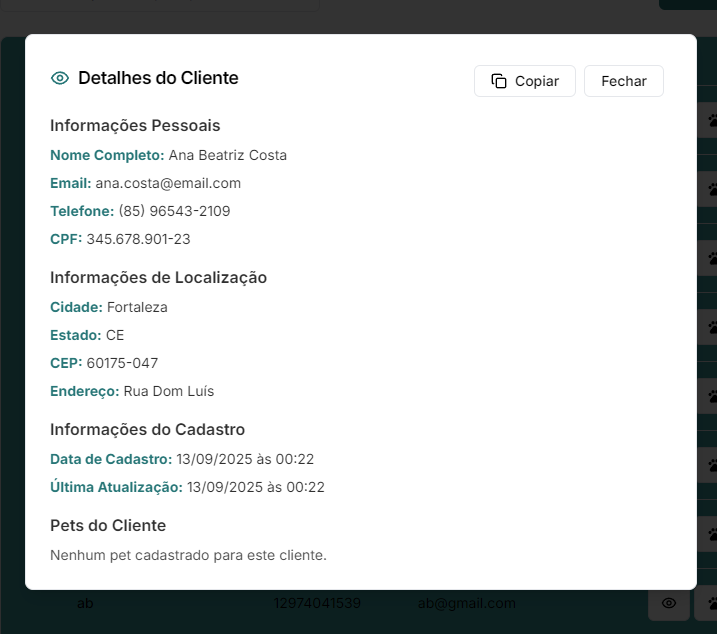 Detalhes do Cliente
Copiar
Fechar
Informações Pessoais
Nome Completo: Ana Beatriz Costa
Email: ana.costa@email.com
Telefone: (85) 96543-2109
CPF: 345.678.901-23
Informações de Localização
Cidade: Fortaleza
Estado: CE
CEP: 60175-047
Endereço: Rua Dom Luís
Informações do Cadastro
Data de Cadastro: 13/09/2025 às 00:22
Última Atualização: 13/09/2025 às 00:22
Pets do Cliente
Nenhum pet cadastrado para este cliente.
ab 12974041539 ab@gmail.com